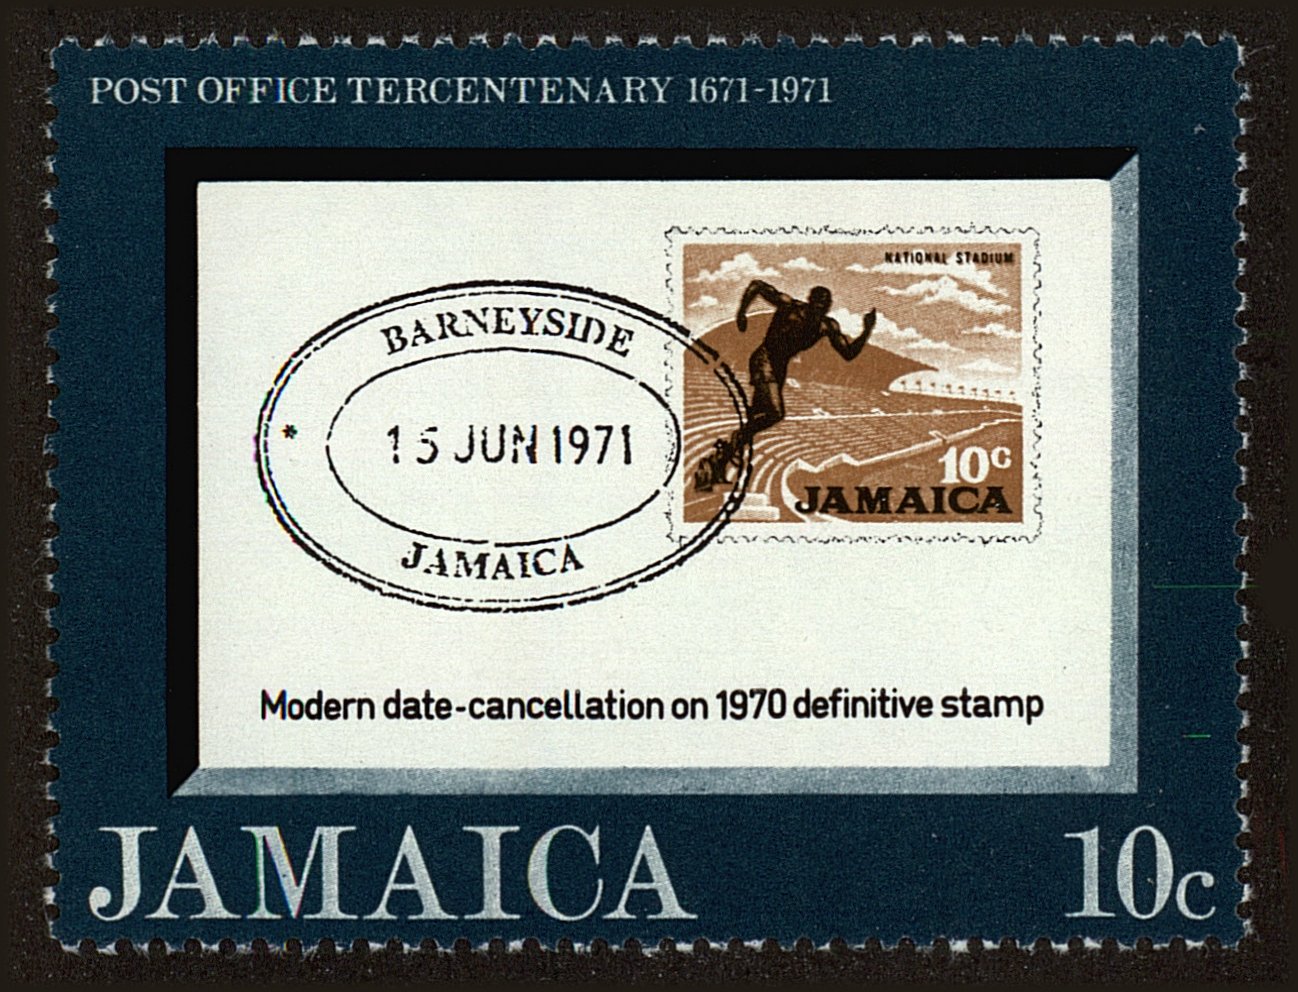 POST OFFICE TERCENTENARY 1671-1971
NATIONAL STADIUM
BARNEYSIDE
* 15 JUN 1971
10c
JAMAICA
JAMAICA
Modern date-cancellation on 1970 definitive stamp
JAMAICA 10c